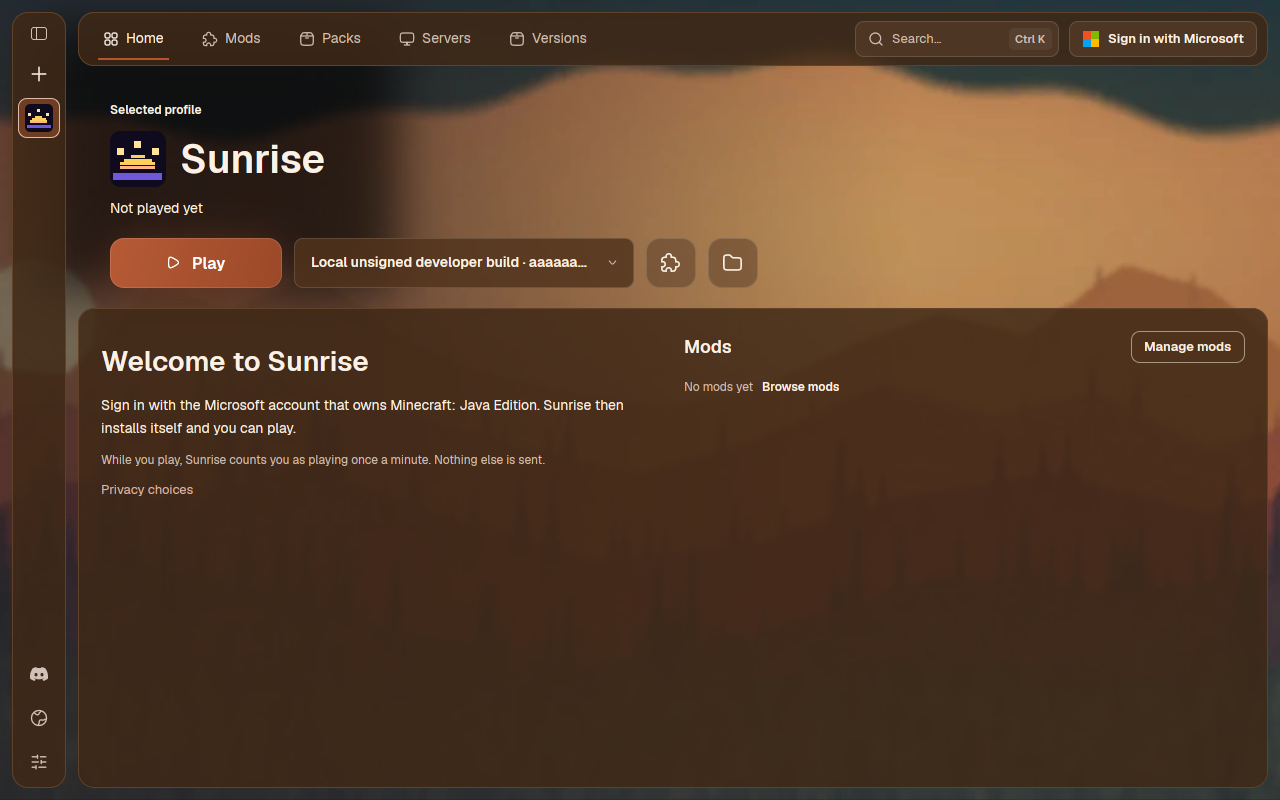 Home
Mods
Packs
Servers
Versions
Search...
Ctrl K
Sign in with Microsoft
Selected profile
Sunrise
Not played yet
Play
Local unsigned developer build · aaaaaa...
Welcome to Sunrise
Sign in with the Microsoft account that owns Minecraft: Java Edition. Sunrise then
installs itself and you can play.
While you play, Sunrise counts you as playing once a minute. Nothing else is sent.
Privacy choices
Mods
Manage mods
No mods yet Browse mods